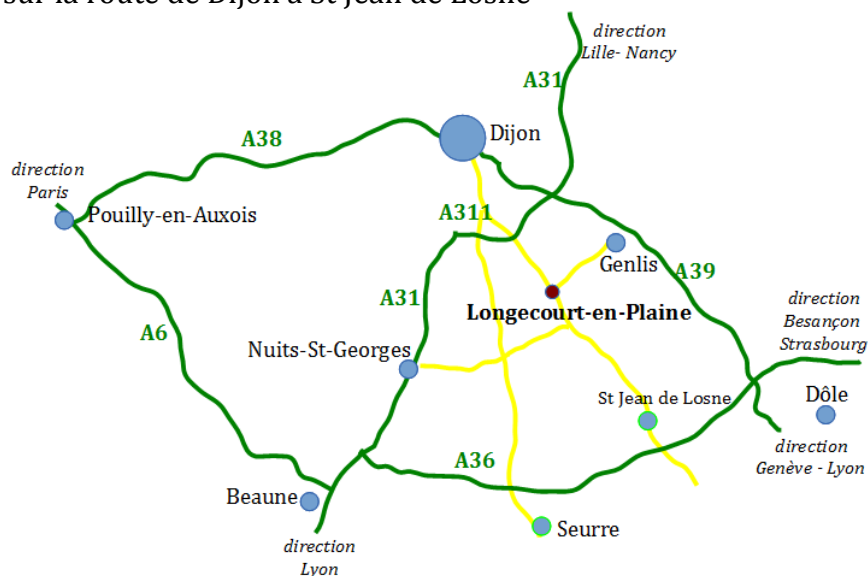 sur la route de Dijon à St Jean de Losne
direction
Lille- Nancy
A31
Dijon
A38
direction
Paris
Pouilly-en-Auxois
A311
Genlis
A39
A31
direction
Besançon
Strasbourg
Longecourt-en-Plaine
A6
Nuits-St-Georges
St Jean de Losne
Dôle
direction
Genève - Lyon
A36
Beaune
Seurre
direction
Lyon